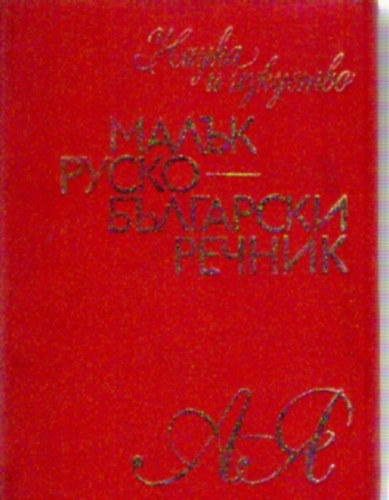 Наука
и изкуство
МАЛЪК
РУСКО—
БЪЛГАРСКИ
РЕЧНИК
А-Я